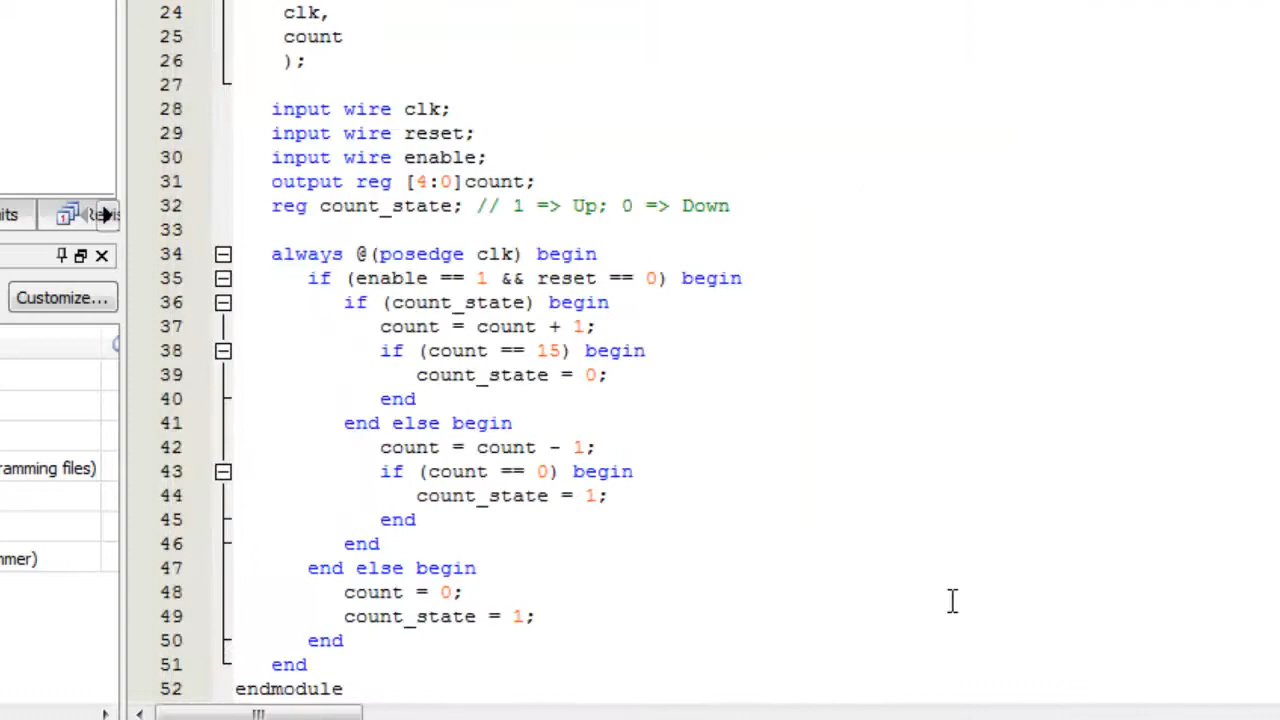 24 clk,
25 count
26 );
27
28 input wire clk;
29 input wire reset;
30 input wire enable;
31 output reg [4:0]count;
32 reg count_state; // 1 => Up; 0 => Down
33
34 always @(posedge clk) begin
35 if (enable == 1 && reset == 0) begin
36 if (count_state) begin
37 count = count + 1;
38 if (count == 15) begin
39 count_state = 0;
40 end
41 end else begin
42 count = count - 1;
43 if (count == 0) begin
44 count_state = 1;
45 end
46 end
47 end else begin
48 count = 0;
49 count_state = 1;
50 end
51 end
52 endmodule
Customize...
ramming files)
mmer)